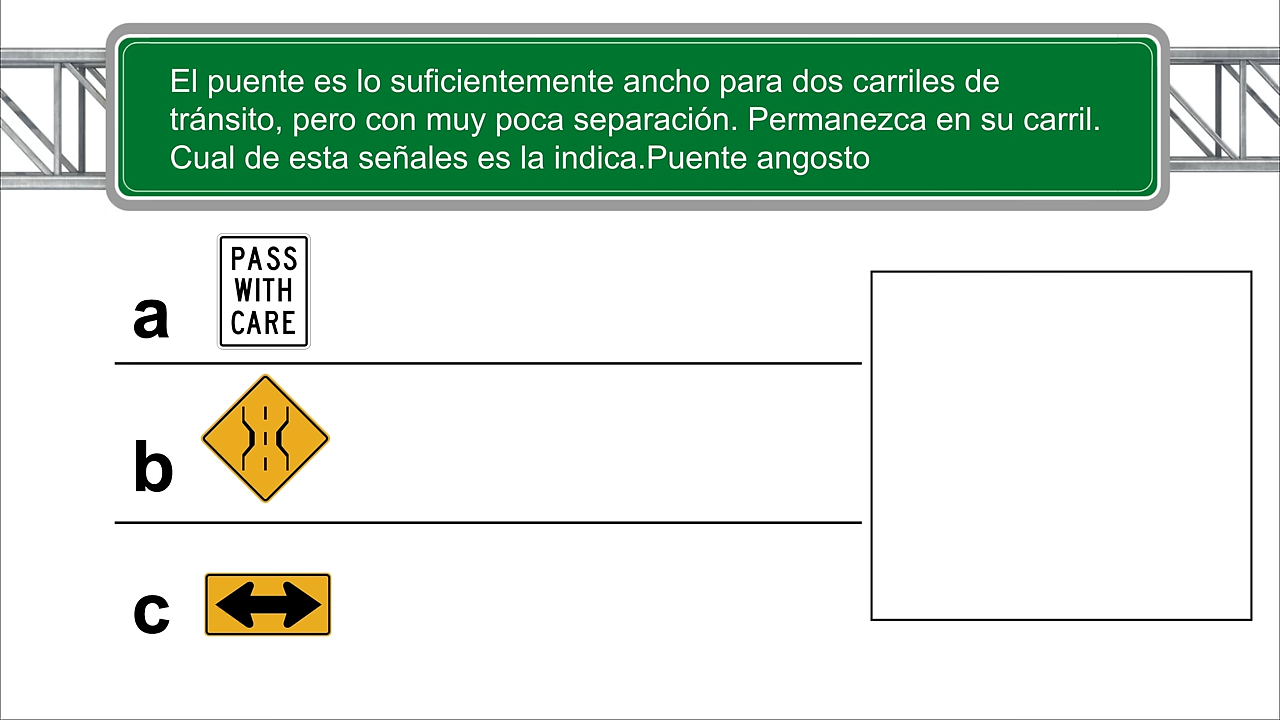 El puente es lo suficientemente ancho para dos carriles de
tránsito, pero con muy poca separación. Permanezca en su carril.
Cual de esta señales es la indica.Puente angosto
a
PASS
WITH
CARE
b
c